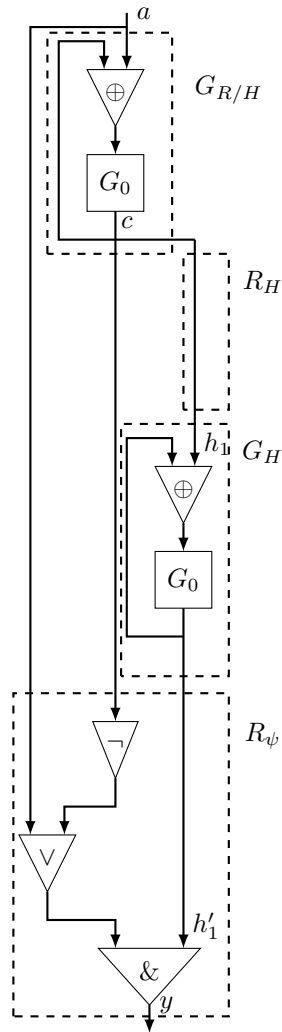 a
⊕
G_{R/H}
G_0
c
R_H
h_1
G_H
⊕
G_0
¬
R_ψ
∨
h'_1
&
y